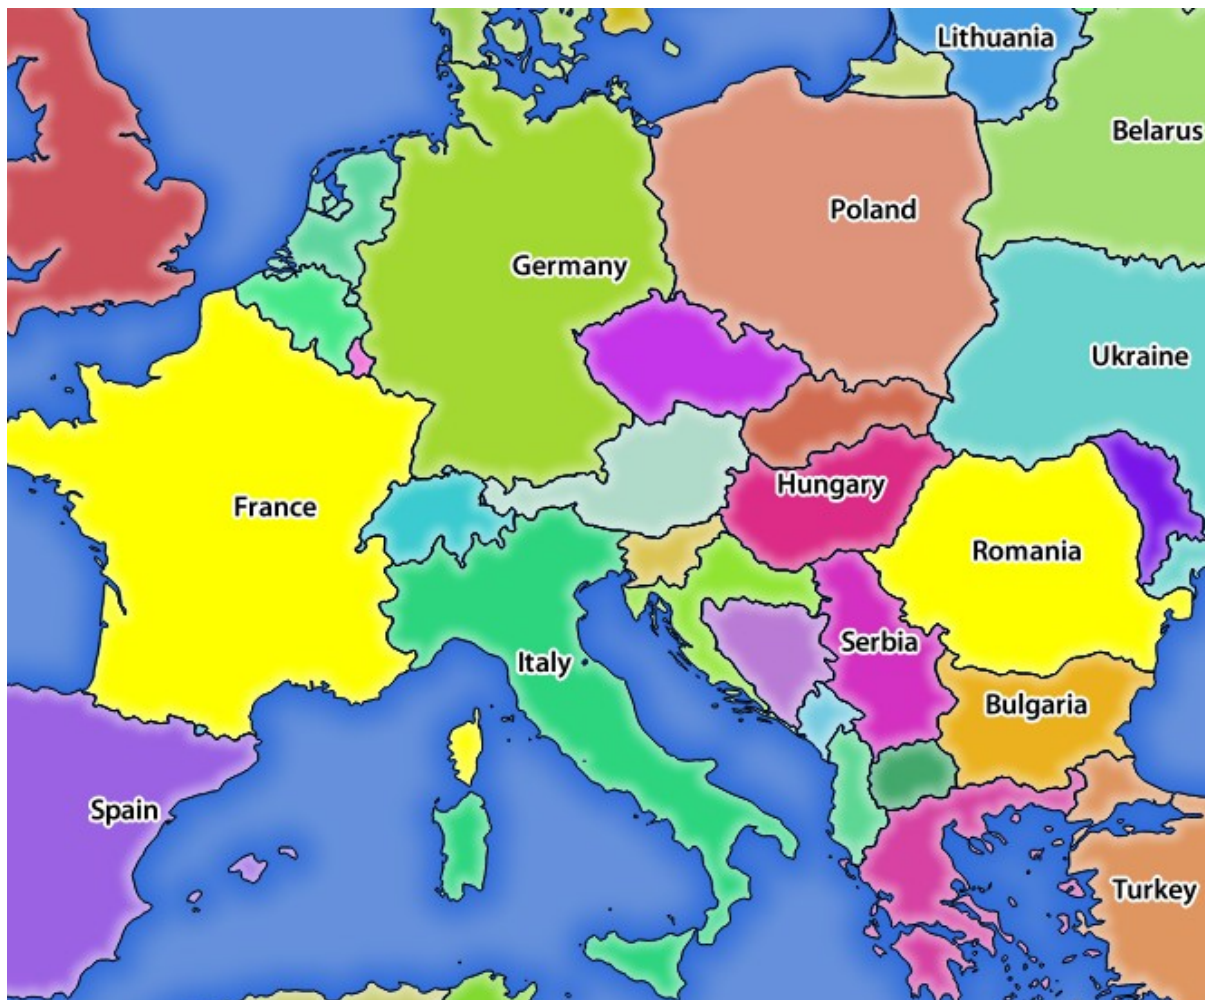 Lithuania
Belarus
Poland
Germany
Ukraine
Hungary
France
Romania
Serbia
Italy
Bulgaria
Spain
Turkey